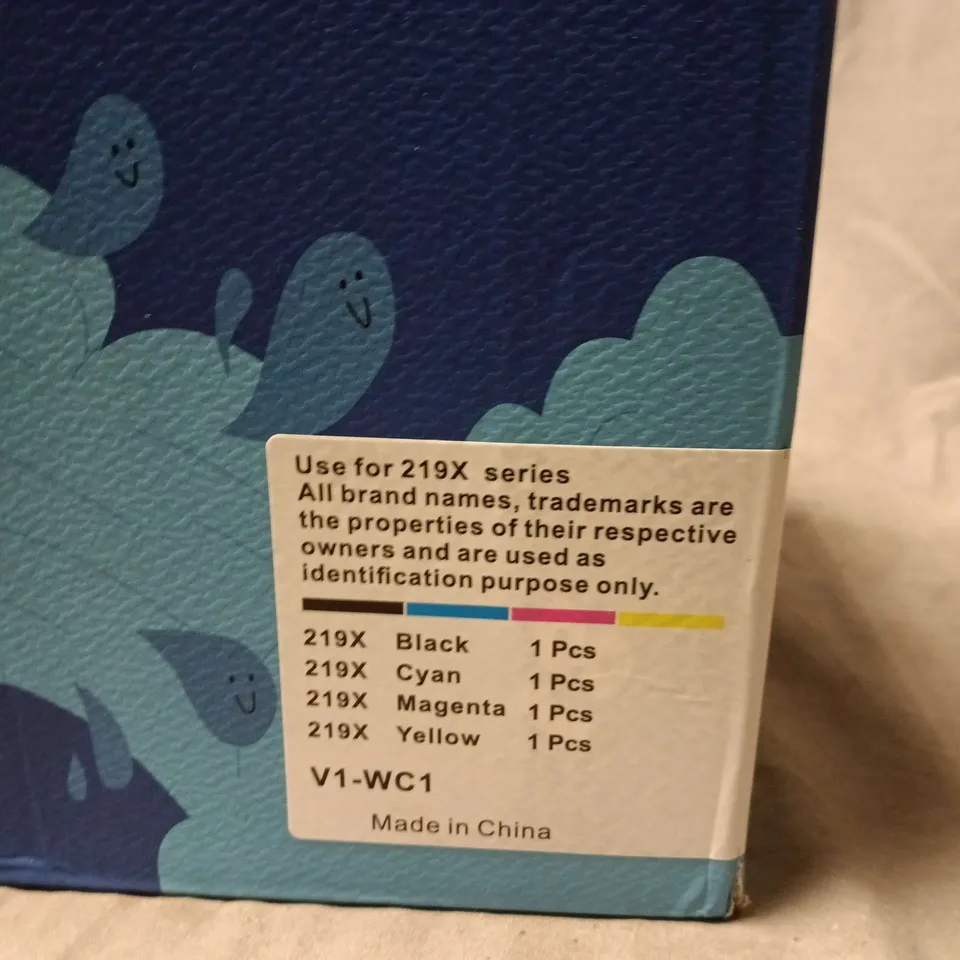 Use for 219X series
All brand names, trademarks are
the properties of their respective
owners and are used as
identification purpose only.
219X Black 1 Pcs
219X Cyan 1 Pcs
219X Magenta 1 Pcs
219X Yellow 1 Pcs
V1-WC1
Made in China